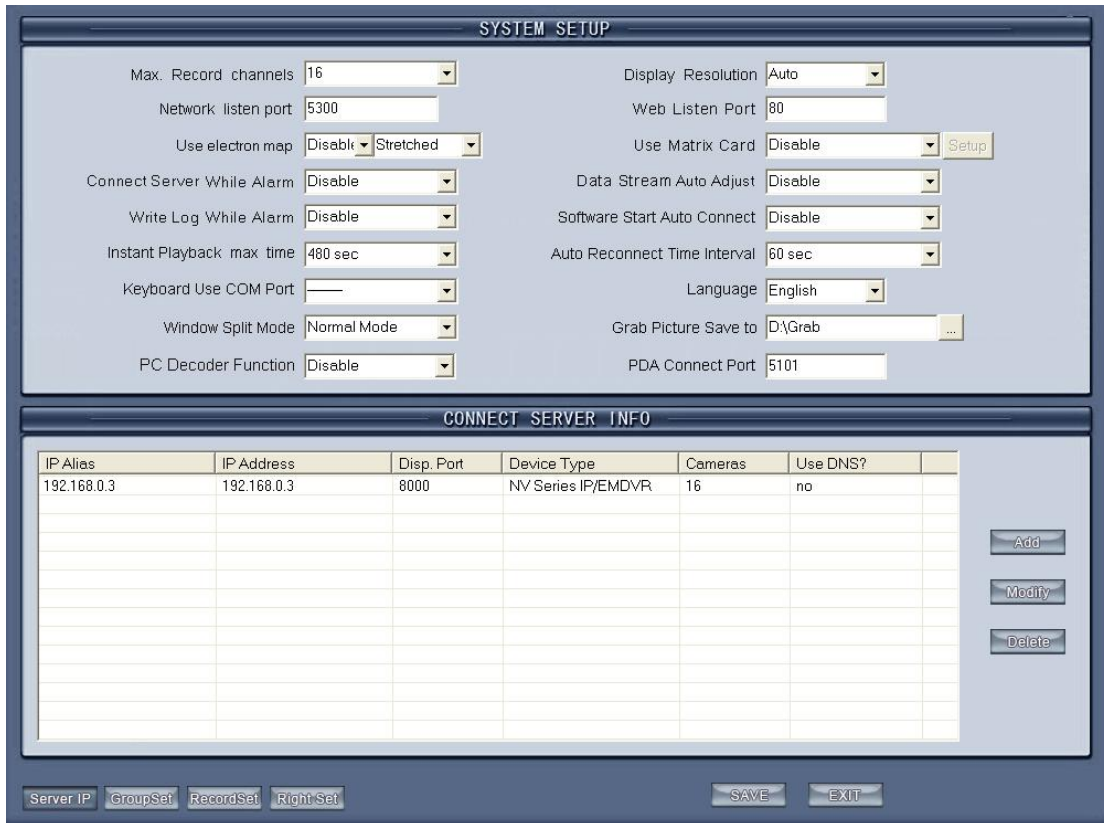 SYSTEM SETUP
Max. Record channels 16 Display Resolution Auto
Network listen port 5300 Web Listen Port 80
Use electron map Disable Stretched Use Matrix Card Disable Setup
Connect Server While Alarm Disable Data Stream Auto Adjust Disable
Write Log While Alarm Disable Software Start Auto Connect Disable
Instant Playback max time 480 sec Auto Reconnect Time Interval 60 sec
Keyboard Use COM Port —— Language English
Window Split Mode Normal Mode Grab Picture Save to D:\Grab ...
PC Decoder Function Disable PDA Connect Port 5101
CONNECT SERVER INFO
IP Alias IP Address Disp. Port Device Type Cameras Use DNS?
192.168.0.3 192.168.0.3 8000 NV Series IP/EMDVR 16 no
Add
Modify
Delete
Server IP GroupSet RecordSet Right Set SAVE EXIT